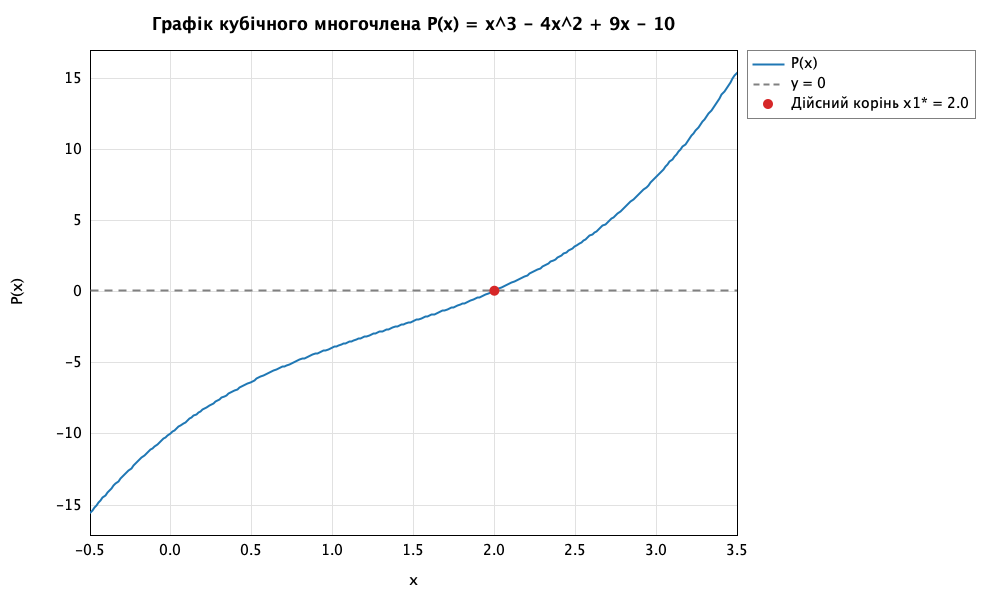 Графік кубічного многочлена P(x) = x^3 − 4x^2 + 9x − 10
P(x)
y = 0
Дійсний корінь x1* = 2.0
15
10
5
0
−5
−10
−15
P(x)
−0.5 0.0 0.5 1.0 1.5 2.0 2.5 3.0 3.5
x